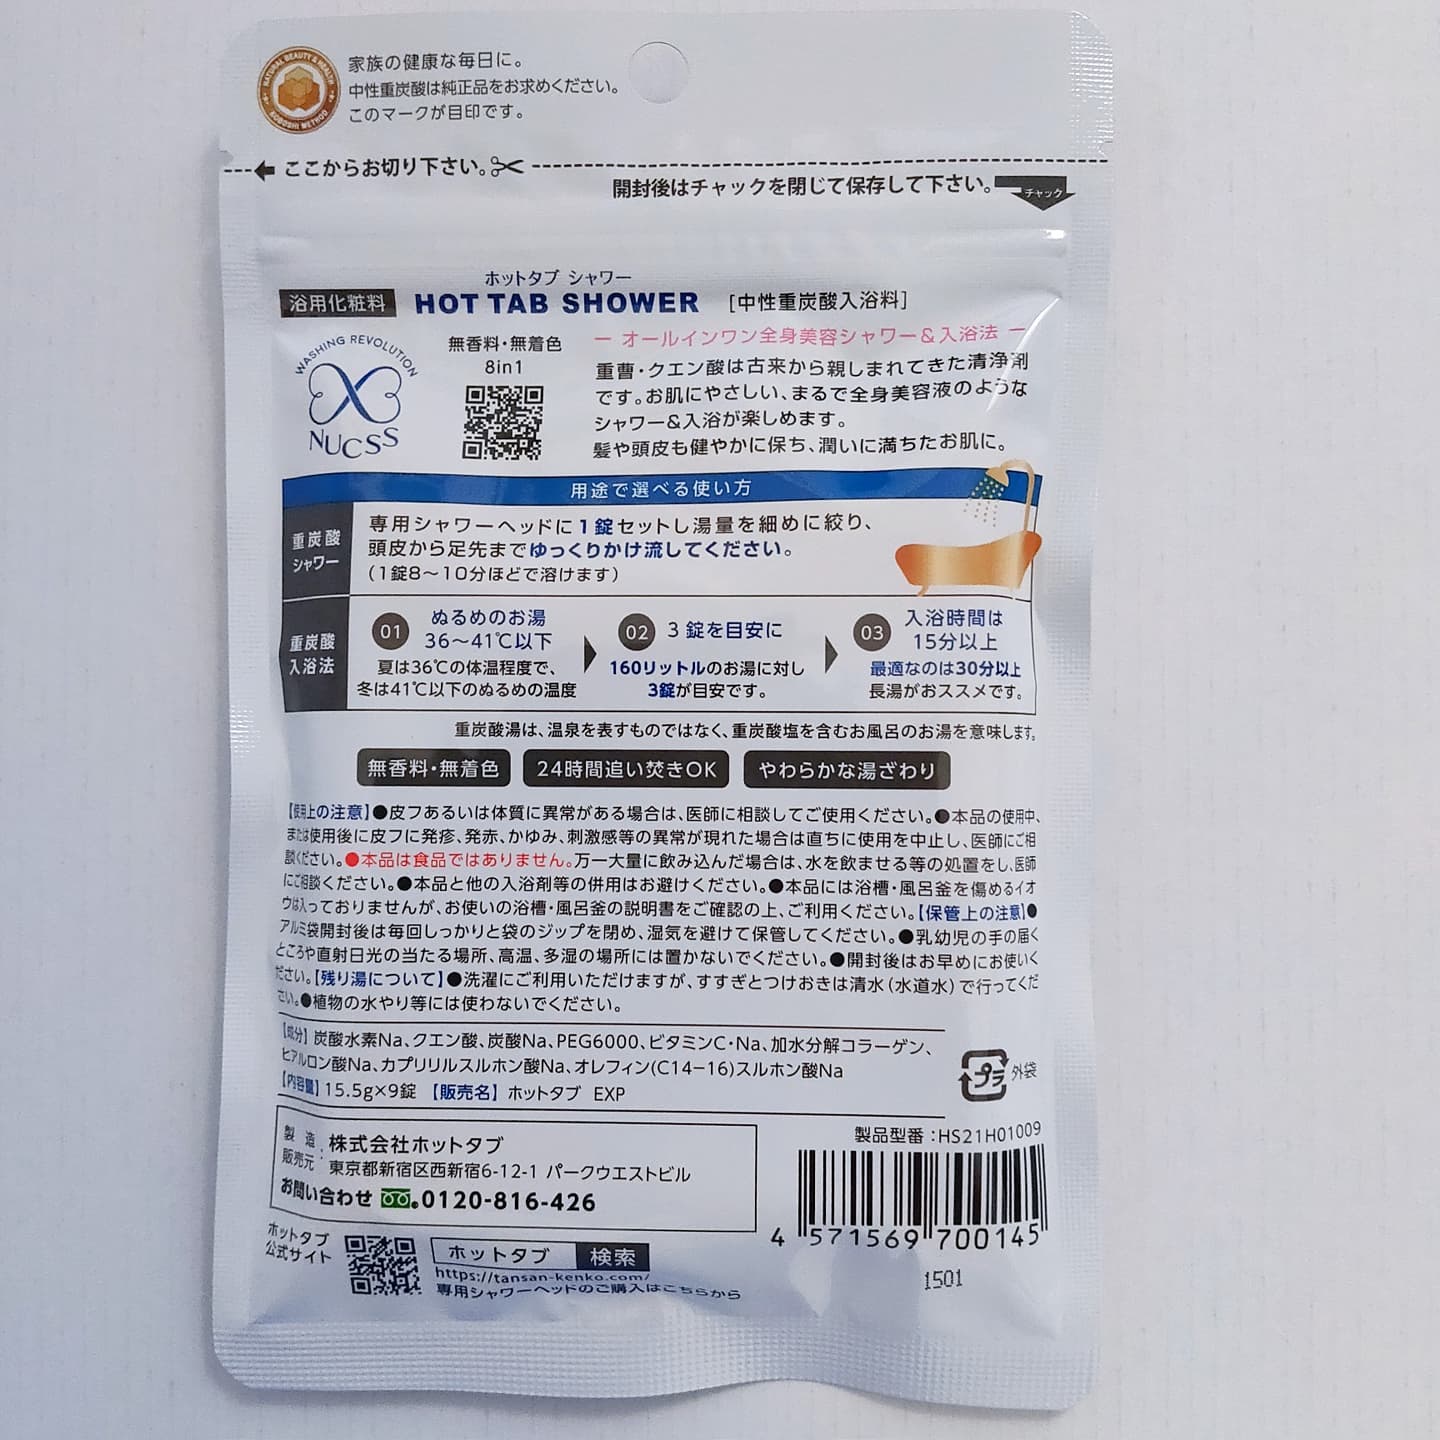 NATURAL BEAUTY & HEALTH
KOBOSHI METHOD
家族の健康な毎日に。
中性重炭酸は純正品をお求めください。
このマークが目印です。
ここからお切り下さい。
開封後はチャックを閉じて保存して下さい。
チャック
ホットタブ シャワー
浴用化粧料 HOT TAB SHOWER [中性重炭酸入浴料]
WASHING REVOLUTION
NUCSS
無香料・無着色
8in1
オールインワン全身美容シャワー&入浴法
重曹・クエン酸は古来から親しまれてきた清浄剤
です。お肌にやさしい、まるで全身美容液のような
シャワー&入浴が楽しめます。
髪や頭皮も健やかに保ち、潤いに満ちたお肌に。
用途で選べる使い方
重炭酸
シャワー
専用シャワーヘッドに1錠セットし湯量を細めに絞り、
頭皮から足先までゆっくりかけ流してください。
(1錠8〜10分ほどで溶けます)
重炭酸
入浴法
01 ぬるめのお湯
36〜41℃以下
夏は36℃の体温程度で、
冬は41℃以下のぬるめの温度
02 3錠を目安に
160リットルのお湯に対し
3錠が目安です。
03 入浴時間は
15分以上
最適なのは30分以上
長湯がおススメです。
重炭酸湯は、温泉を表すものではなく、重炭酸塩を含むお風呂のお湯を意味します。
無香料・無着色 24時間追い焚きOK やわらかな湯ざわり
【使用上の注意】●皮フあるいは体質に異常がある場合は、医師に相談してご使用ください。●本品の使用中、
または使用後に皮フに発疹、発赤、かゆみ、刺激感等の異常が現れた場合は直ちに使用を中止し、医師にご相
談ください。●本品は食品ではありません。万一大量に飲み込んだ場合は、水を飲ませる等の処置をし、医師
にご相談ください。●本品と他の入浴剤等の併用はお避けください。●本品には浴槽・風呂釜を傷めるイオ
ウは入っておりませんが、お使いの浴槽・風呂釜の説明書をご確認の上、ご利用ください。【保管上の注意】●
アルミ袋開封後は毎回しっかりと袋のジップを閉め、湿気を避けて保管してください。●乳幼児の手の届く
ところや直射日光の当たる場所、高温、多湿の場所には置かないでください。●開封後はお早めにお使いく
ださい。【残り湯について】●洗濯にご利用いただけますが、すすぎとつけおきは清水(水道水)で行ってくだ
さい。●植物の水やり等には使わないでください。
【成分】炭酸水素Na、クエン酸、炭酸Na、PEG6000、ビタミンC・Na、加水分解コラーゲン、
ヒアルロン酸Na、カプリリルスルホン酸Na、オレフィン(C14−16)スルホン酸Na
【内容量】15.5g×9錠 【販売名】ホットタブ EXP
プラ 外袋
製造
販売元:
株式会社ホットタブ
東京都新宿区西新宿6-12-1 パークウエストビル
お問い合わせ 0120-816-426
製品型番:HS21H01009
4 571569 700145
ホットタブ
公式サイト
ホットタブ 検索
https://tansan-kenko.com/
専用シャワーヘッドのご購入はこちらから
1501